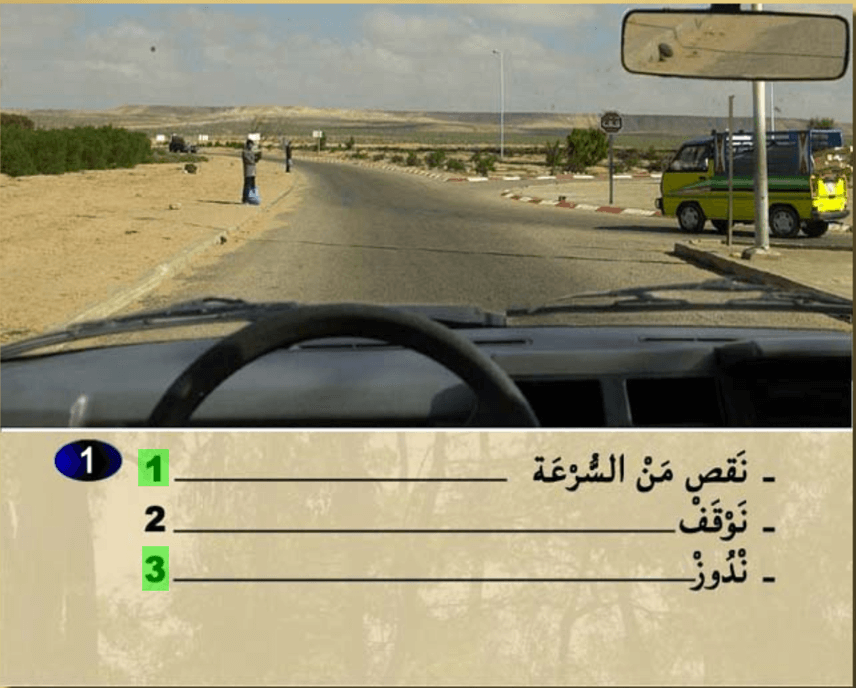 1 - نَقص مَنْ السُّرْعَة 1
- نَوْقَفْ 2
- نْدُوزْ 3